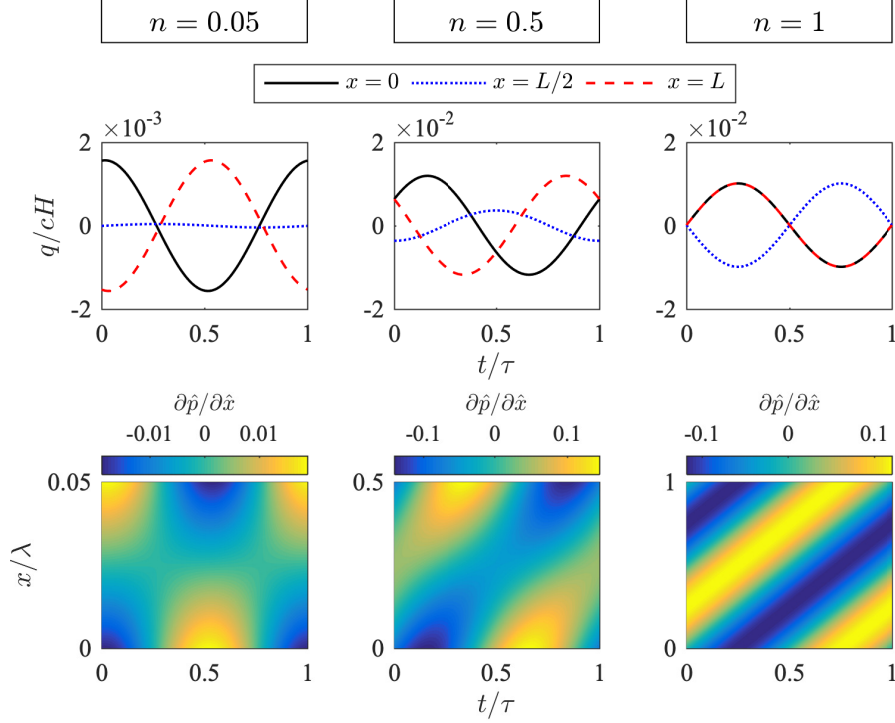 n = 0.05 n = 0.5 n = 1
x = 0 x = L/2 x = L
×10⁻³ ×10⁻² ×10⁻²
2 2 2
q/cH 0 0 0
-2 -2 -2
0 0.5 1 0 0.5 1 0 0.5 1
t/τ
∂p̂/∂x̂ ∂p̂/∂x̂ ∂p̂/∂x̂
-0.01 0 0.01 -0.1 0 0.1 -0.1 0 0.1
0.05 0.5 1
x/λ
0 0 0
0 0.5 1 0 0.5 1 0 0.5 1
t/τ